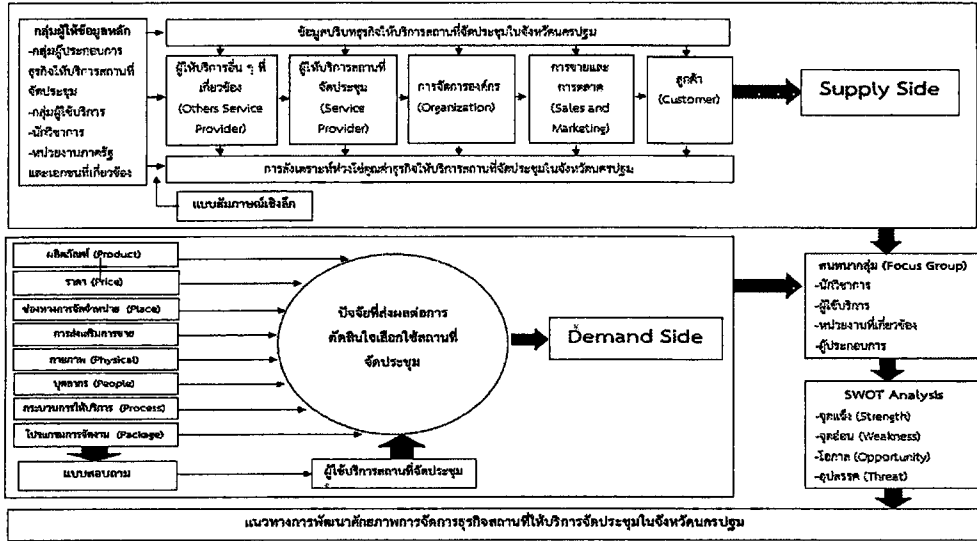 กลุ่มผู้ให้ข้อมูลหลัก
-กลุ่มผู้ประกอบการ
ธุรกิจให้บริการสถานที่
จัดประชุม
-กลุ่มผู้ใช้บริการ
-นักวิชาการ
-หน่วยงานภาครัฐ
และเอกชนที่เกี่ยวข้อง
ข้อมูลบริบทธุรกิจให้บริการสถานที่จัดประชุมในจังหวัดนครปฐม
ผู้ให้บริการอื่น ๆ ที่
เกี่ยวข้อง
(Others Service
Provider)
ผู้ให้บริการสถานที่
จัดประชุม
(Service
Provider)
การจัดการองค์กร
(Organization)
การขายและ
การตลาด
(Sales and
Marketing)
ลูกค้า
(Customer)
Supply Side
การสังเคราะห์ห่วงโซ่คุณค่าธุรกิจให้บริการสถานที่จัดประชุมในจังหวัดนครปฐม
แบบสัมภาษณ์เชิงลึก
ผลิตภัณฑ์ (Product)
ราคา (Price)
ช่องทางการจัดจำหน่าย (Place)
การส่งเสริมการขาย
กายภาพ (Physical)
บุคลากร (People)
กระบวนการให้บริการ (Process)
โปรแกรมการจัดงาน (Package)
แบบสอบถาม
ปัจจัยที่ส่งผลต่อการ
ตัดสินใจเลือกใช้สถานที่
จัดประชุม
ผู้ใช้บริการสถานที่จัดประชุม
Demand Side
สนทนากลุ่ม (Focus Group)
-นักวิชาการ
-ผู้ใช้บริการ
-หน่วยงานที่เกี่ยวข้อง
-ผู้ประกอบการ
SWOT Analysis
-จุดแข็ง (Strength)
-จุดอ่อน (Weakness)
-โอกาส (Opportunity)
-อุปสรรค (Threat)
แนวทางการพัฒนาศักยภาพการจัดการธุรกิจสถานที่ให้บริการจัดประชุมในจังหวัดนครปฐม